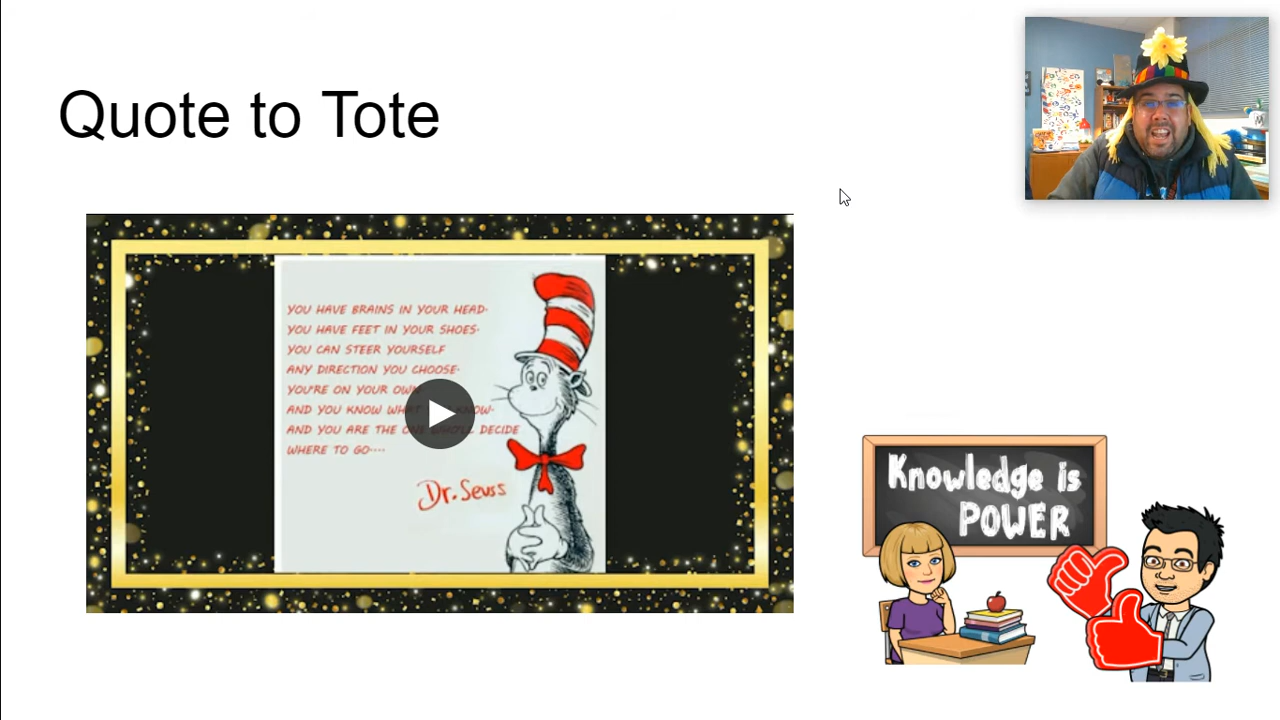 Quote to Tote
YOU HAVE BRAINS IN YOUR HEAD.
YOU HAVE FEET IN YOUR SHOES.
YOU CAN STEER YOURSELF
ANY DIRECTION YOU CHOOSE.
YOU'RE ON YOUR OWN
AND YOU KNOW WHAT KNOW.
AND YOU ARE THE ONE WHO'LL DECIDE
WHERE TO GO....
Dr. Seuss
Knowledge is
POWER